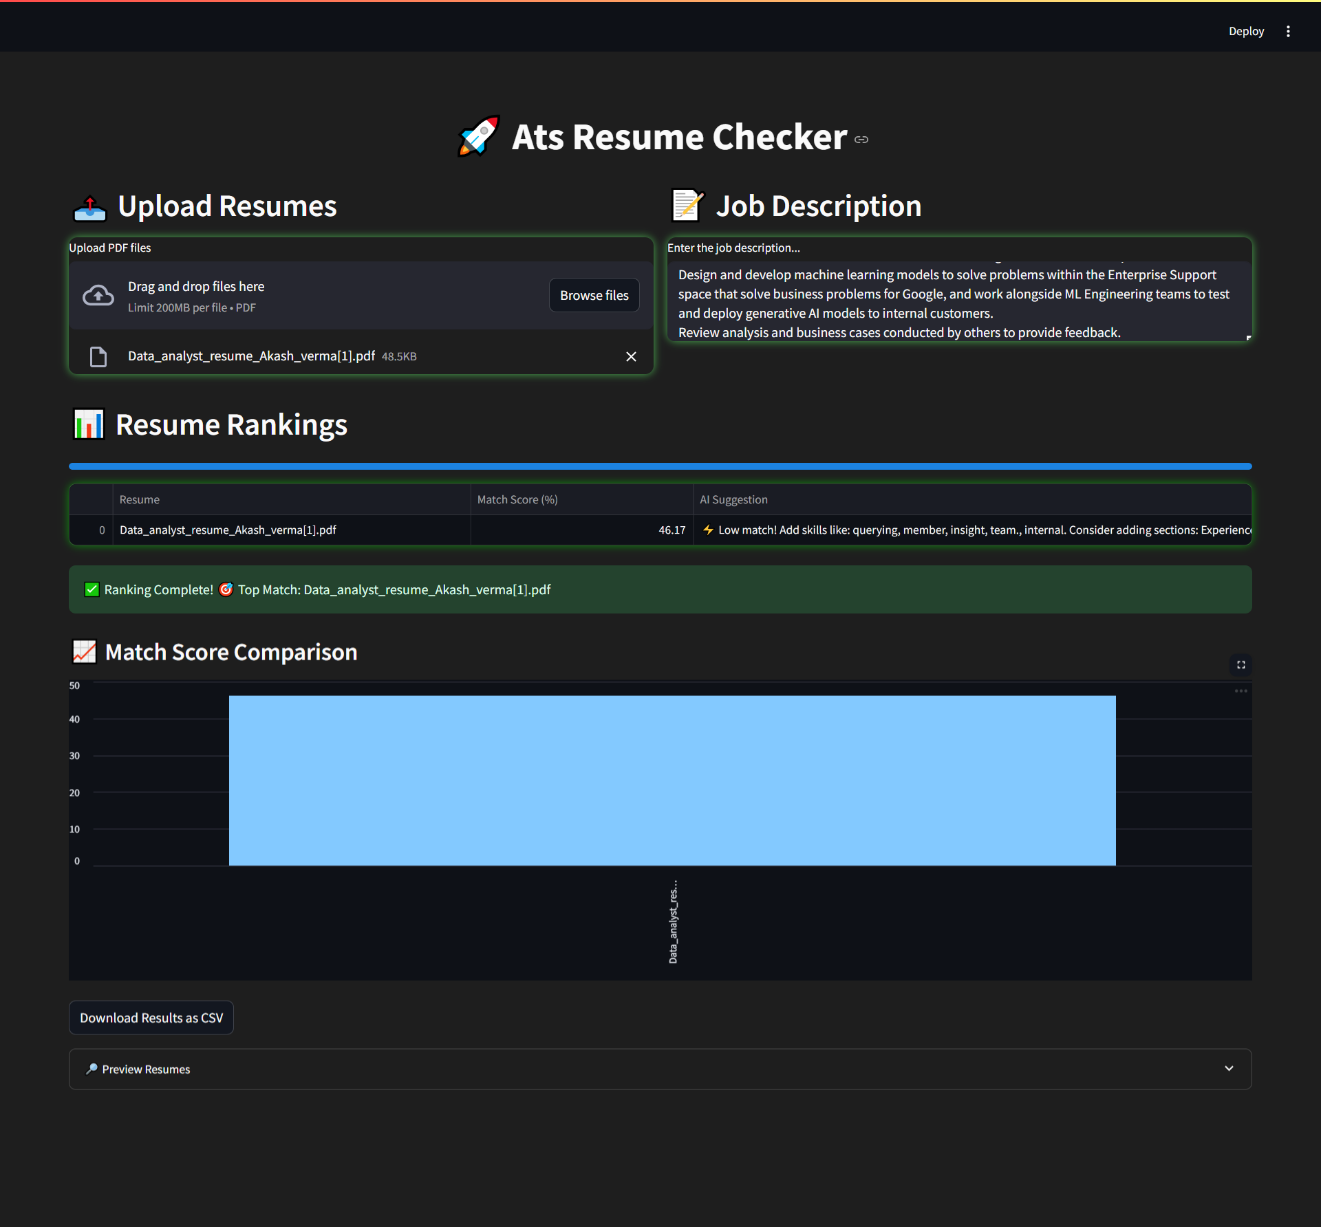 Deploy
Ats Resume Checker
Upload Resumes
Upload PDF files
Drag and drop files here
Limit 200MB per file • PDF
Browse files
Data_analyst_resume_Akash_verma[1].pdf 48.5KB
Job Description
Enter the job description...
Design and develop machine learning models to solve problems within the Enterprise Support
space that solve business problems for Google, and work alongside ML Engineering teams to test
and deploy generative AI models to internal customers.
Review analysis and business cases conducted by others to provide feedback.
Resume Rankings
Resume Match Score (%) AI Suggestion
0 Data_analyst_resume_Akash_verma[1].pdf 46.17 Low match! Add skills like: querying, member, insight, team., internal. Consider adding sections: Experience
Ranking Complete! Top Match: Data_analyst_resume_Akash_verma[1].pdf
Match Score Comparison
50
40
30
20
10
0
Data_analyst_res...
Download Results as CSV
Preview Resumes